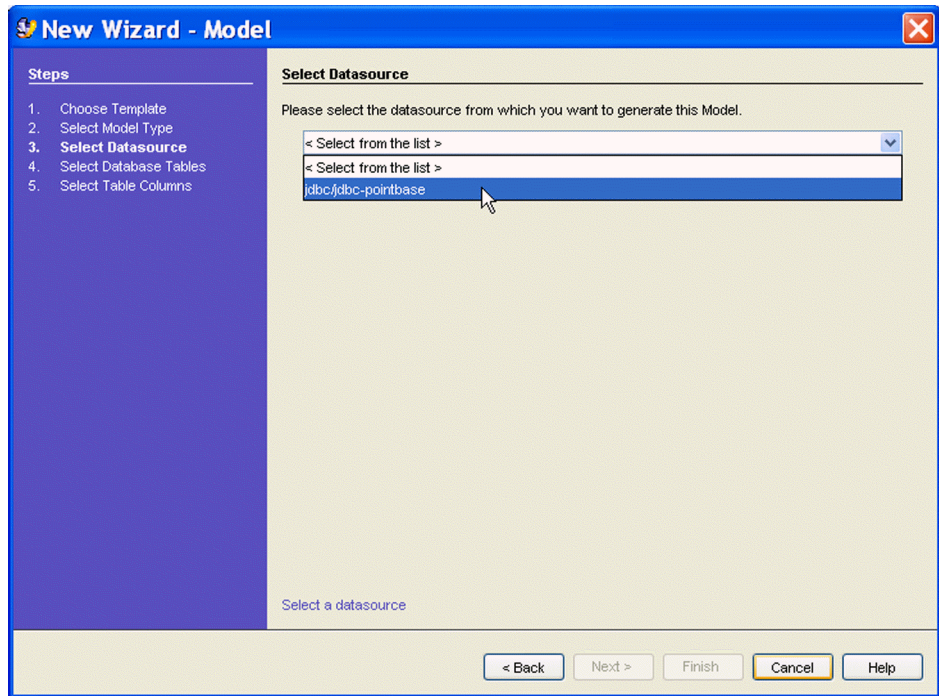 New Wizard - Model
Steps
1. Choose Template
2. Select Model Type
3. Select Datasource
4. Select Database Tables
5. Select Table Columns
Select Datasource
Please select the datasource from which you want to generate this Model.
< Select from the list >
< Select from the list >
jdbc/jdbc-pointbase
Select a datasource
< Back Next > Finish Cancel Help